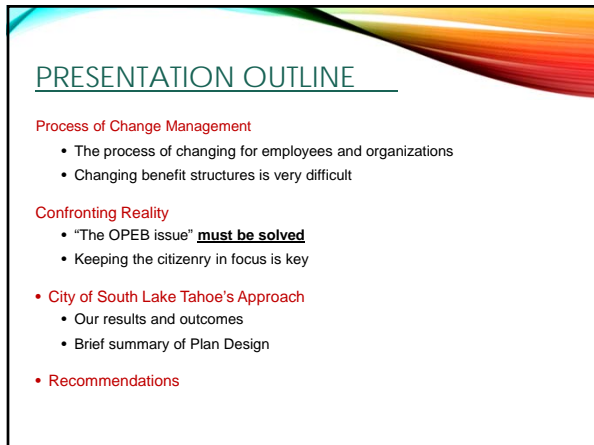 PRESENTATION OUTLINE
Process of Change Management
• The process of changing for employees and organizations
• Changing benefit structures is very difficult
Confronting Reality
• “The OPEB issue” must be solved
• Keeping the citizenry in focus is key
• City of South Lake Tahoe’s Approach
• Our results and outcomes
• Brief summary of Plan Design
• Recommendations